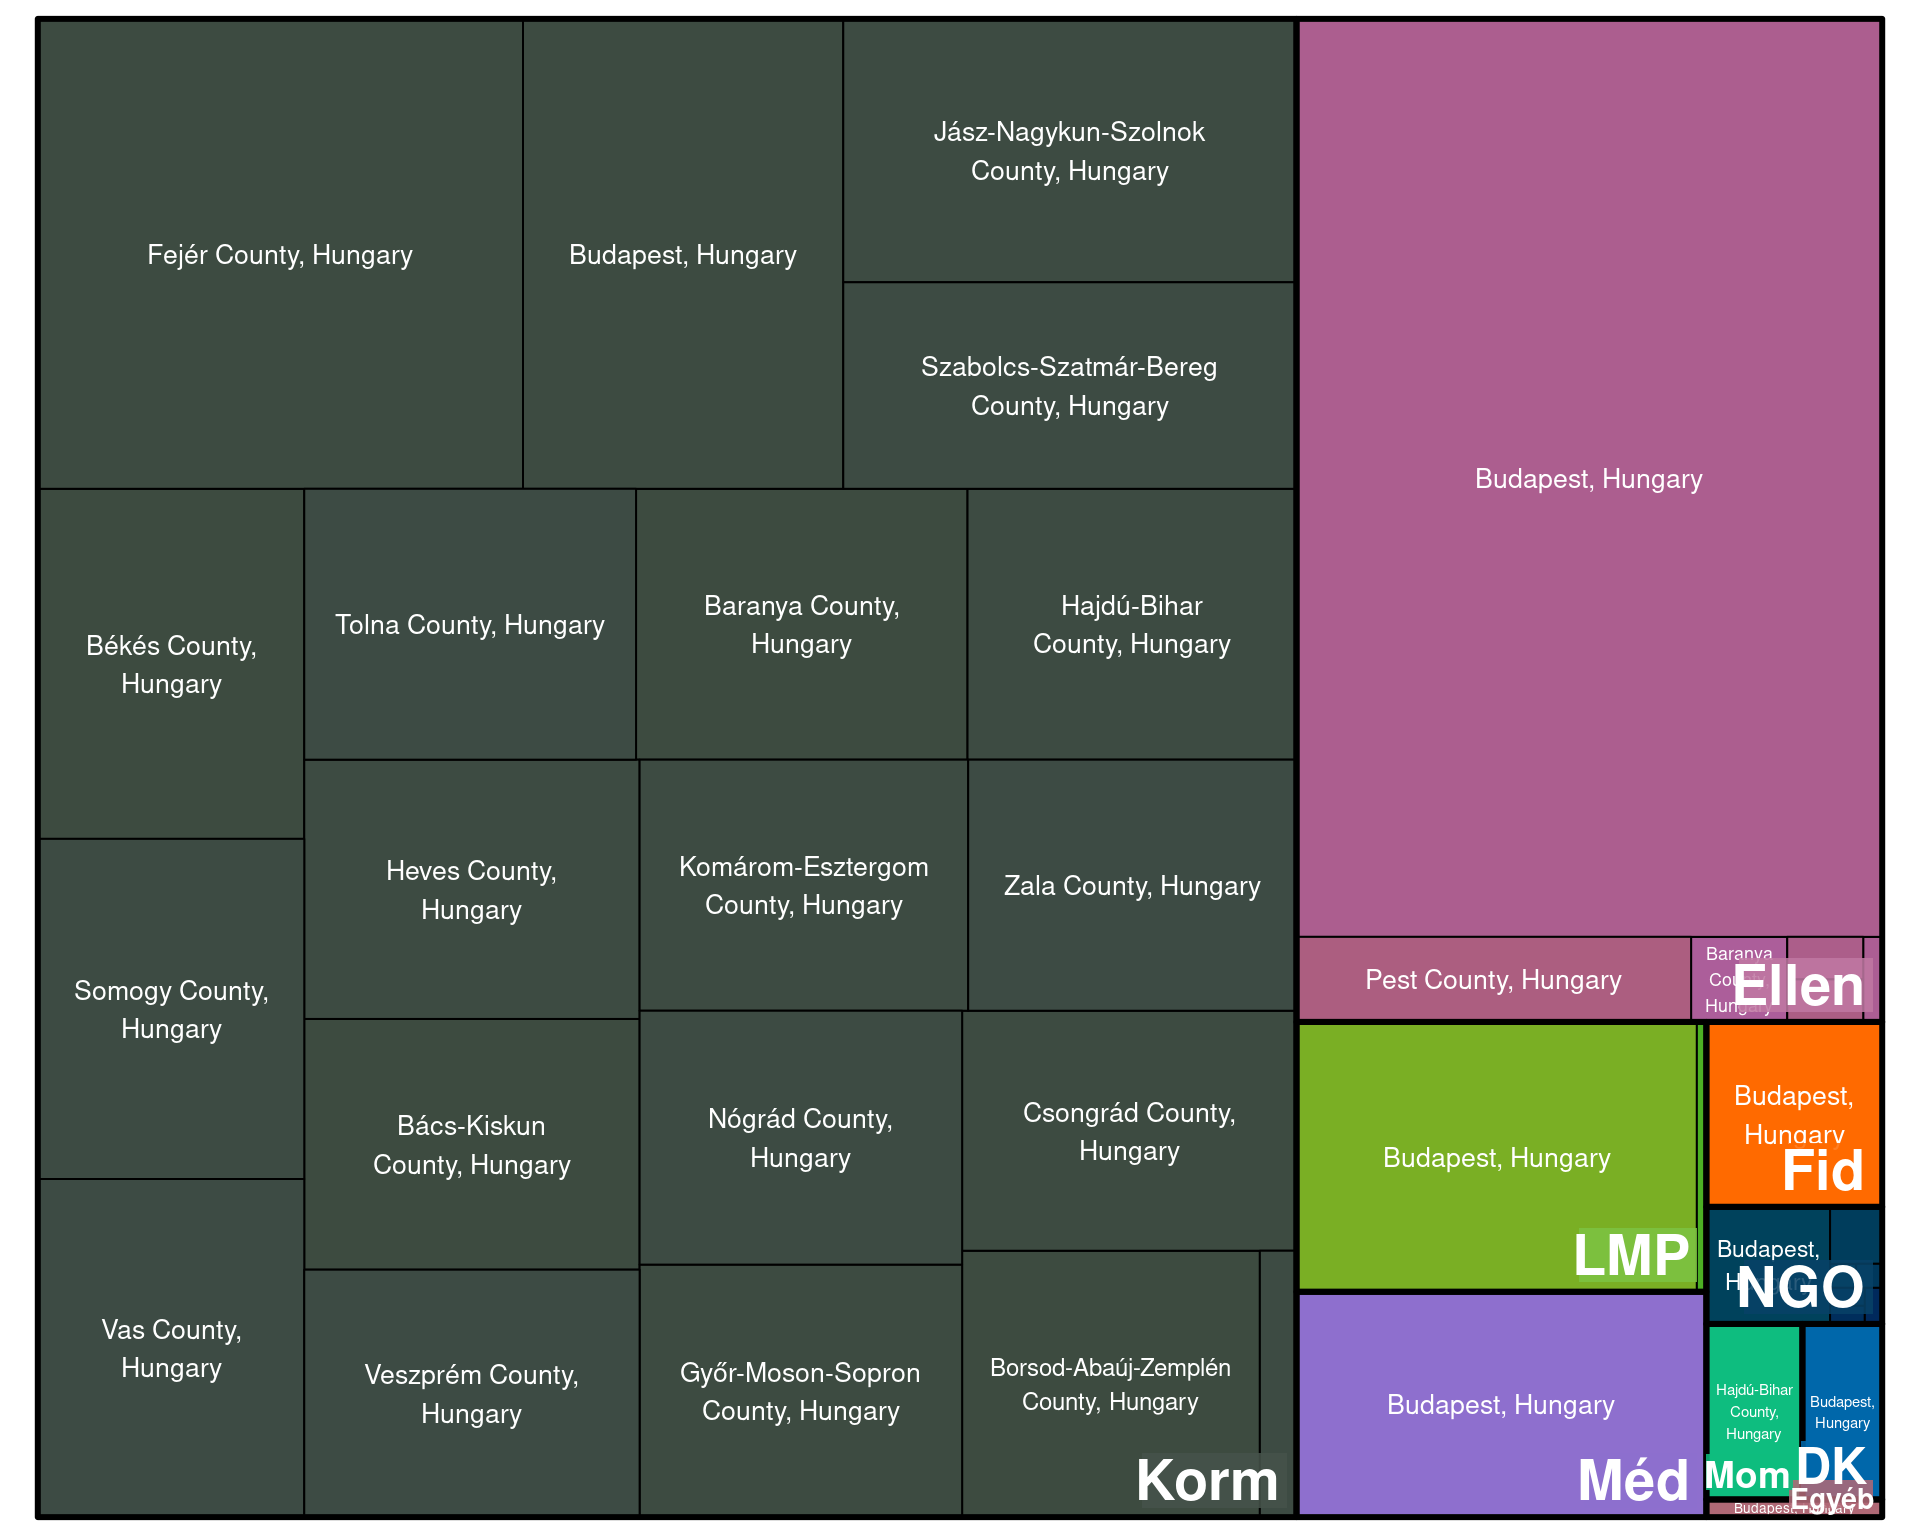 Fejér County, Hungary
Budapest, Hungary
Jász-Nagykun-Szolnok
County, Hungary
Szabolcs-Szatmár-Bereg
County, Hungary
Békés County,
Hungary
Tolna County, Hungary
Baranya County,
Hungary
Hajdú-Bihar
County, Hungary
Somogy County,
Hungary
Heves County,
Hungary
Komárom-Esztergom
County, Hungary
Zala County, Hungary
Vas County,
Hungary
Bács-Kiskun
County, Hungary
Nógrád County,
Hungary
Csongrád County,
Hungary
Veszprém County,
Hungary
Győr-Moson-Sopron
County, Hungary
Borsod-Abaúj-Zemplén
County, Hungary
Korm
Budapest, Hungary
Pest County, Hungary
Baranya
County,
Hungary
Ellen
Budapest, Hungary
LMP
Budapest, Hungary
Méd
Budapest,
Hungary
Fid
Budapest,
Hungary
NGO
Hajdú-Bihar
County,
Hungary
Mom
Budapest,
Hungary
DK
Budapest, Hungary
Egyéb